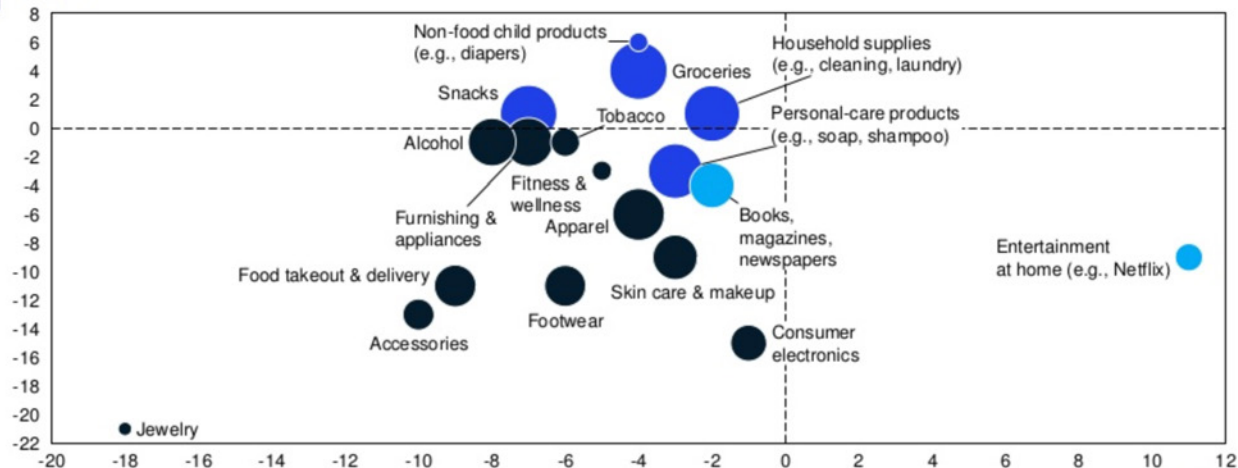 8
6
4
2
0
-2
-4
-6
-8
-10
-12
-14
-16
-18
-20
-22
Non-food child products
(e.g., diapers)
Groceries
Household supplies
(e.g., cleaning, laundry)
Snacks
Tobacco
Personal-care products
(e.g., soap, shampoo)
Alcohol
Fitness &
wellness
Furnishing &
appliances
Apparel
Books,
magazines,
newspapers
Entertainment
at home (e.g., Netflix)
Food takeout & delivery
Skin care & makeup
Footwear
Accessories
Consumer
electronics
Jewelry
-20 -18 -16 -14 -12 -10 -8 -6 -4 -2 0 2 4 6 8 10 12